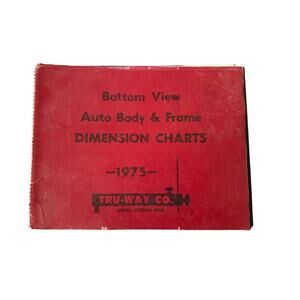 Bottom View
Auto Body & Frame
DIMENSION CHARTS
—1975—
TRU-WAY CO.